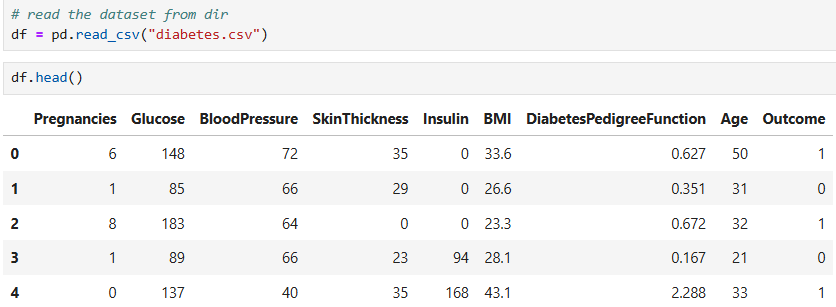 # read the dataset from dir
df = pd.read_csv("diabetes.csv")
df.head()
Pregnancies Glucose BloodPressure SkinThickness Insulin BMI DiabetesPedigreeFunction Age Outcome
0 6 148 72 35 0 33.6 0.627 50 1
1 1 85 66 29 0 26.6 0.351 31 0
2 8 183 64 0 0 23.3 0.672 32 1
3 1 89 66 23 94 28.1 0.167 21 0
4 0 137 40 35 168 43.1 2.288 33 1